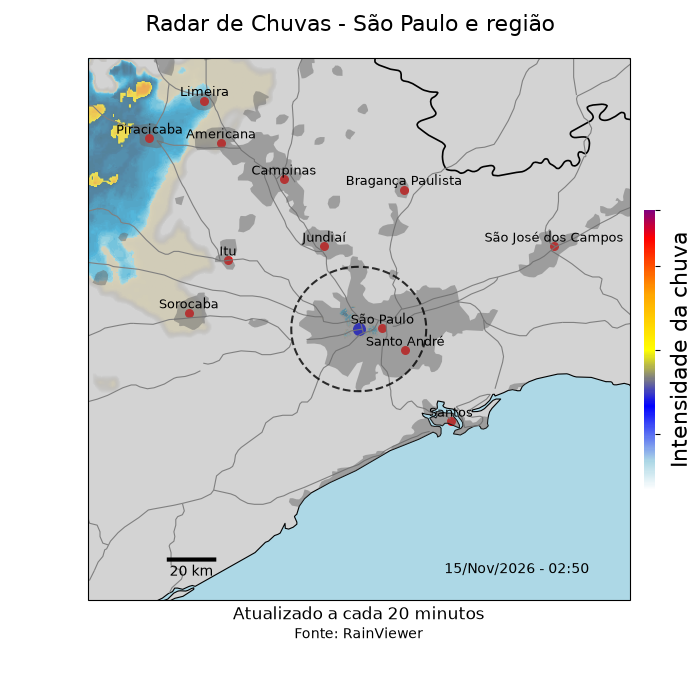 Radar de Chuvas - São Paulo e região
Limeira
Piracicaba
Americana
Campinas
Bragança Paulista
Itu
Jundiaí
São José dos Campos
Sorocaba
São Paulo
Santo André
Santos
20 km
15/Nov/2026 - 02:50
Intensidade da chuva
Atualizado a cada 20 minutos
Fonte: RainViewer